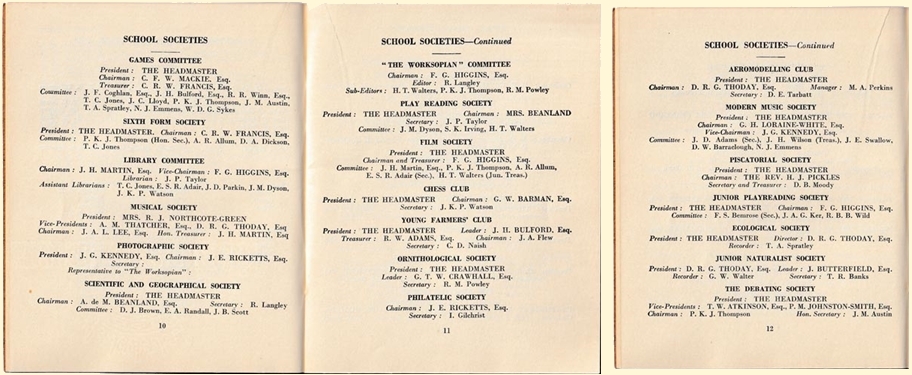 SCHOOL SOCIETIES
GAMES COMMITTEE
President : THE HEADMASTER
Chairman : C. F. W. MACKIE, Esq.
Treasurer : C. R. W. FRANCIS, Esq.
Committee : J. F. Coghlan, Esq., J. H. Bulford, Esq., R. R. Winn, Esq.,
T. C. Jones, J. C. Lloyd, P. K. J. Thompson, J. M. Austin,
T. A. Spratley, N. J. Emmens, W. D. G. Sykes
SIXTH FORM SOCIETY
President : THE HEADMASTER. Chairman : C. R. W. FRANCIS, Esq.
Committee : P. K. J. Thompson (Hon. Sec.), A. R. Allum, D. A. Dickson,
T. C. Jones
LIBRARY COMMITTEE
Chairman : J. H. MARTIN, Esq. Vice-Chairman : F. G. HIGGINS, Esq.
Librarian : J. P. Taylor
Assistant Librarians : T. C. Jones, E. S. R. Adair, J. D. Parkin, J. M. Dyson,
J. K. P. Watson
MUSICAL SOCIETY
President : MRS. R. J. NORTHCOTE-GREEN
Vice-Presidents : A. M. THATCHER, Esq., D. R. G. THODAY, Esq
Chairman : J. A. L. LEE, Esq. Hon. Treasurer : J. H. MARTIN, Esq
PHOTOGRAPHIC SOCIETY
President : J. G. KENNEDY, Esq. Chairman : J. E. RICKETTS, Esq.
Secretary :
Representative to "The Worksopian" :
SCIENTIFIC AND GEOGRAPHICAL SOCIETY
President : THE HEADMASTER
Chairman : A. de M. BEANLAND, Esq. Secretary : R. Langley
Committee : D. J. Brown, E. A. Randall, J. B. Scott
10
SCHOOL SOCIETIES—Continued
"THE WORKSOPIAN" COMMITTEE
Chairman : F. G. HIGGINS, Esq.
Editor : R. Langley
Sub-Editors : H. T. Walters, P. K. J. Thompson, R. M. Powley
PLAY READING SOCIETY
President : THE HEADMASTER Chairman : MRS. BEANLAND
Secretary : J. P. Taylor
Committee : J. M. Dyson, S. K. Irving, H. T. Walters
FILM SOCIETY
President : THE HEADMASTER
Chairman and Treasurer : F. G. HIGGINS, Esq.
Committee : J. H. Martin, Esq., P. K. J. Thompson, A. R. Allum,
E. S. R. Adair (Sec.), H. T. Walters (Jun. Treas.)
CHESS CLUB
President : THE HEADMASTER Chairman : G. W. BARMAN, Esq.
Secretary : J. K. P. Watson
YOUNG FARMERS' CLUB
President : THE HEADMASTER Leader : J. H. BULFORD, Esq.
Treasurer : R. W. ADAMS, Esq. Chairman : J. A. Flew
Secretary : C. D. Naish
ORNITHOLOGICAL SOCIETY
President : THE HEADMASTER
Leader : G. T. W. CRAWHALL, Esq.
Secretary : R. M. Powley
PHILATELIC SOCIETY
Chairman : J. E. RICKETTS, Esq.
Secretary : I. Gilchrist
11
SCHOOL SOCIETIES—Continued
AEROMODELLING CLUB
President : THE HEADMASTER
Chairman : D. R. G. THODAY, Esq. Manager : M. A. Perkins
Secretary : D. E. Tarbatt
MODERN MUSIC SOCIETY
President : THE HEADMASTER
Chairman : G. H. LORAINE-WHITE, Esq.
Vice-Chairman : J. G. KENNEDY, Esq.
Committee : J. D. Adams (Sec.), J. H. Wilson (Treas.), J. E. Swallow,
D. W. Barraclough, N. J. Emmens
PISCATORIAL SOCIETY
President : THE HEADMASTER
Chairman : THE REV. H. J. PICKLES
Secretary and Treasurer : D. B. Moody
JUNIOR PLAYREADING SOCIETY
President : THE HEADMASTER Chairman : F. G. HIGGINS, Esq.
Committee : F. S. Benrose (Sec.), J. A. G. Ker, R. B. B. Wild
ECOLOGICAL SOCIETY
President : THE HEADMASTER Director : D. R. G. THODAY, Esq.
Recorder : T. A. Spratley
JUNIOR NATURALIST SOCIETY
President : D. R. G. THODAY, Esq. Leader : J. BUTTERFIELD, Esq.
Recorder : G. W. Walter Secretary : T. R. Banks
THE DEBATING SOCIETY
President : THE HEADMASTER
Vice-Presidents : T. W. ATKINSON, Esq., P. M. JOHNSTON-SMITH, Esq.
Chairman : P. K. J. Thompson Hon. Secretary : J. M. Austin
12